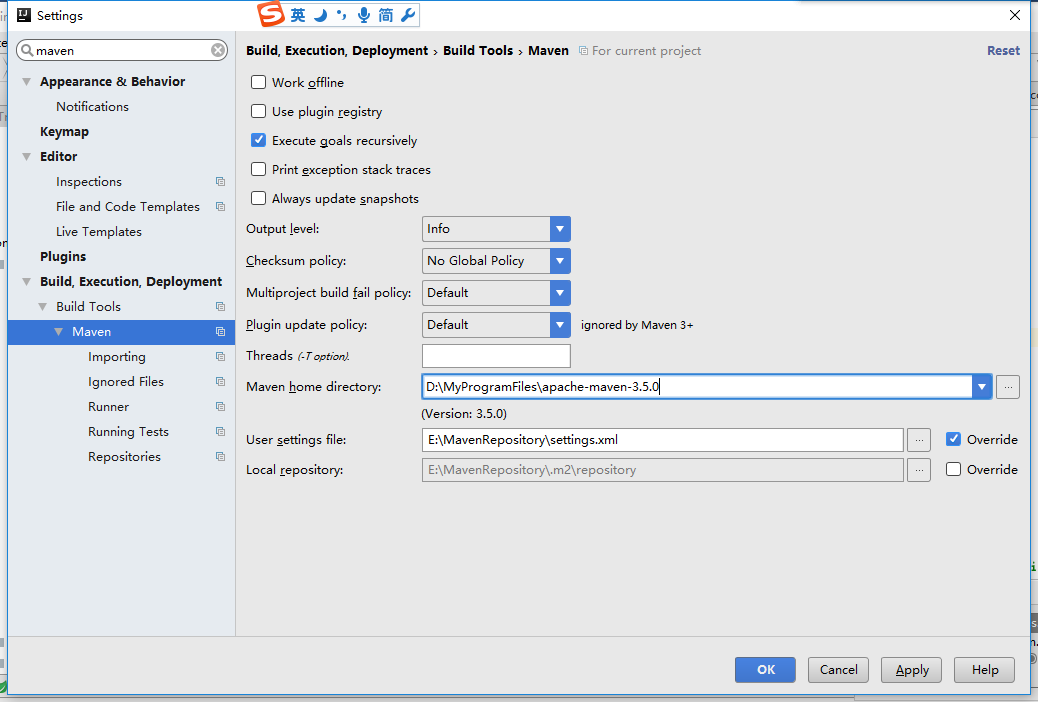 Settings
S 英 简
maven
Appearance & Behavior
Notifications
Keymap
Editor
Inspections
File and Code Templates
Live Templates
Plugins
Build, Execution, Deployment
Build Tools
Maven
Importing
Ignored Files
Runner
Running Tests
Repositories
Build, Execution, Deployment › Build Tools › Maven For current project Reset
Work offline
Use plugin registry
Execute goals recursively
Print exception stack traces
Always update snapshots
Output level: Info
Checksum policy: No Global Policy
Multiproject build fail policy: Default
Plugin update policy: Default ignored by Maven 3+
Threads (-T option).
Maven home directory: D:\MyProgramFiles\apache-maven-3.5.0 ...
(Version: 3.5.0)
User settings file: E:\MavenRepository\settings.xml ... Override
Local repository: E:\MavenRepository\.m2\repository ... Override
OK Cancel Apply Help